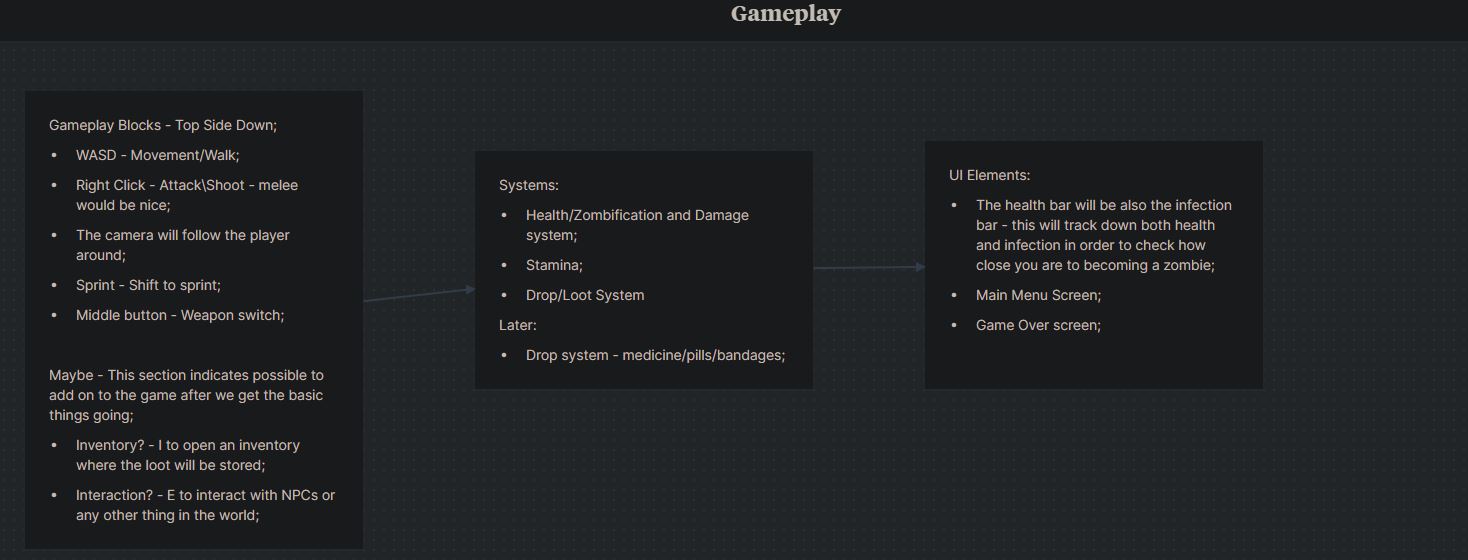 Gameplay
Gameplay Blocks - Top Side Down;
• WASD - Movement/Walk;
• Right Click - Attack\Shoot - melee
would be nice;
• The camera will follow the player
around;
• Sprint - Shift to sprint;
• Middle button - Weapon switch;
Maybe - This section indicates possible to
add on to the game after we get the basic
things going;
• Inventory? - I to open an inventory
where the loot will be stored;
• Interaction? - E to interact with NPCs or
any other thing in the world;
Systems:
• Health/Zombification and Damage
system;
• Stamina;
• Drop/Loot System
Later:
• Drop system - medicine/pills/bandages;
UI Elements:
• The health bar will be also the infection
bar - this will track down both health
and infection in order to check how
close you are to becoming a zombie;
• Main Menu Screen;
• Game Over screen;